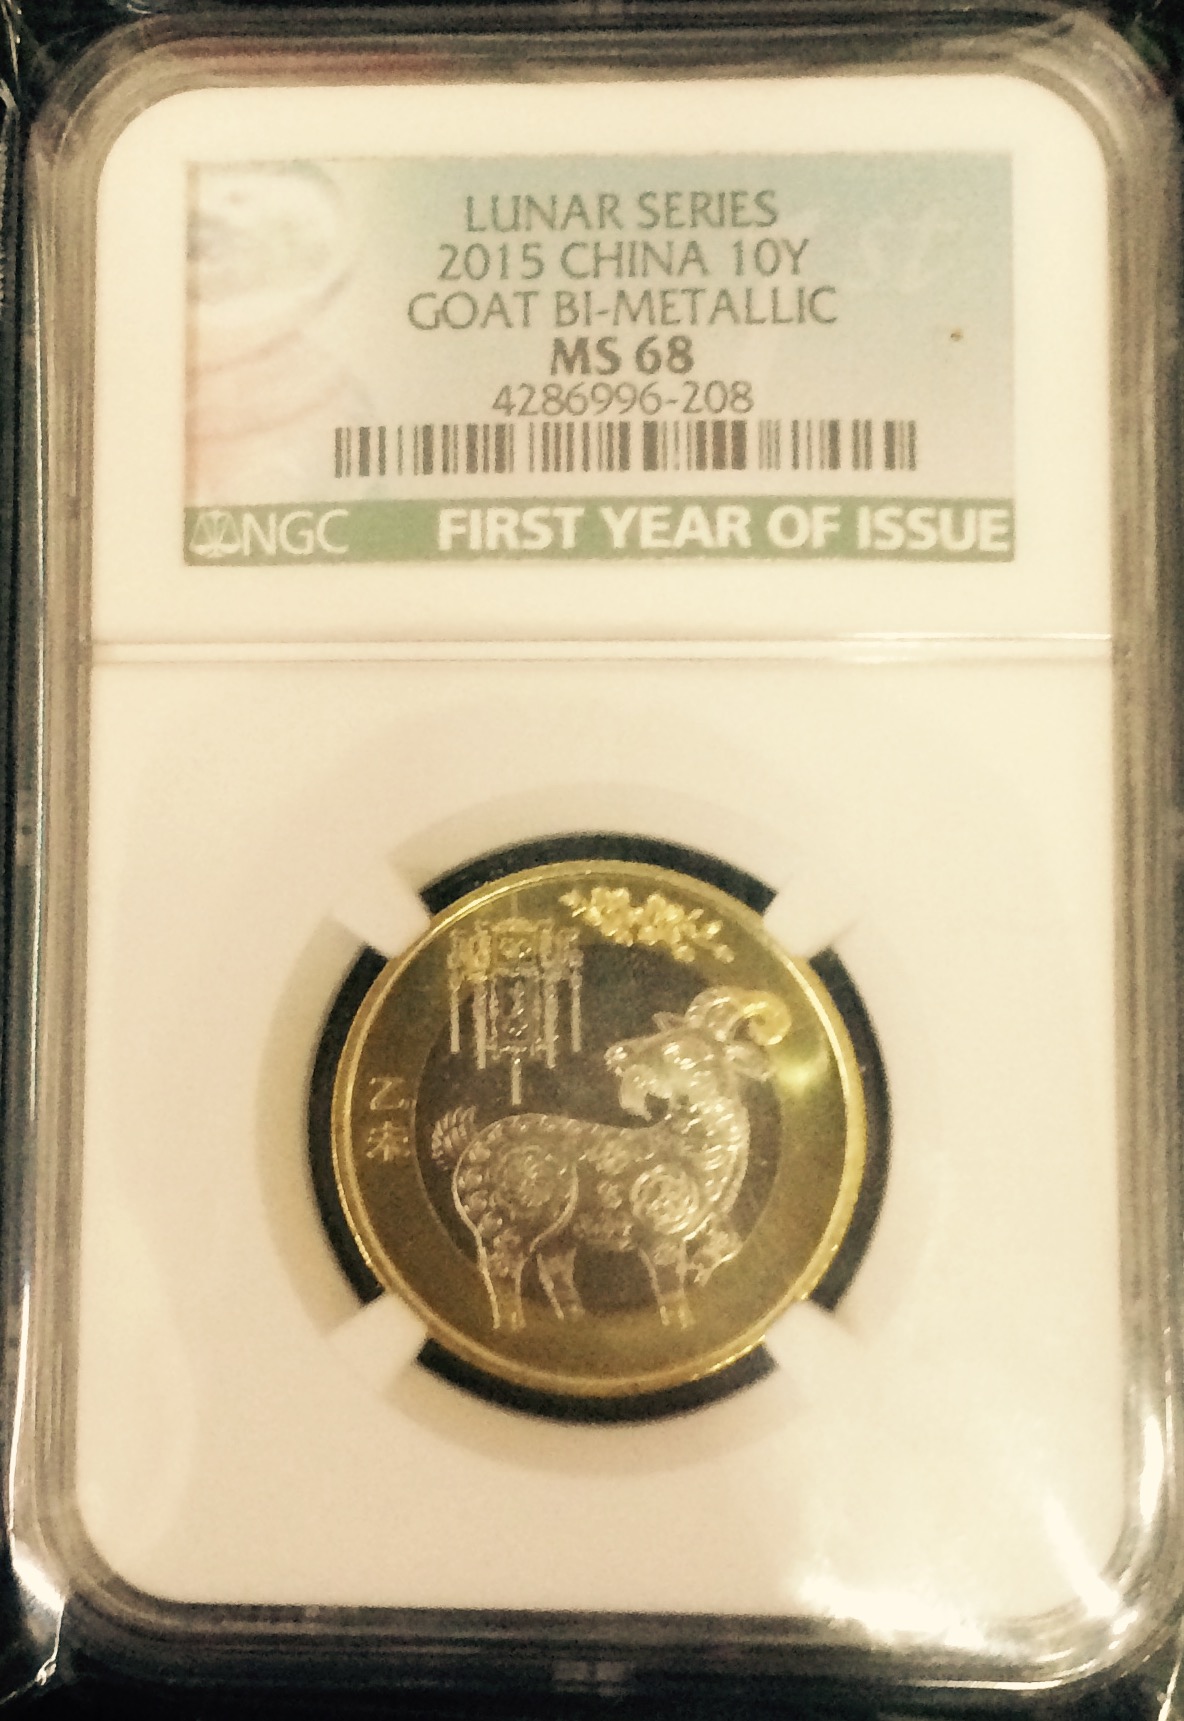 LUNAR SERIES
2015 CHINA 10Y
GOAT BI-METALLIC
MS 68
4286996-208
NGC FIRST YEAR OF ISSUE
乙
未